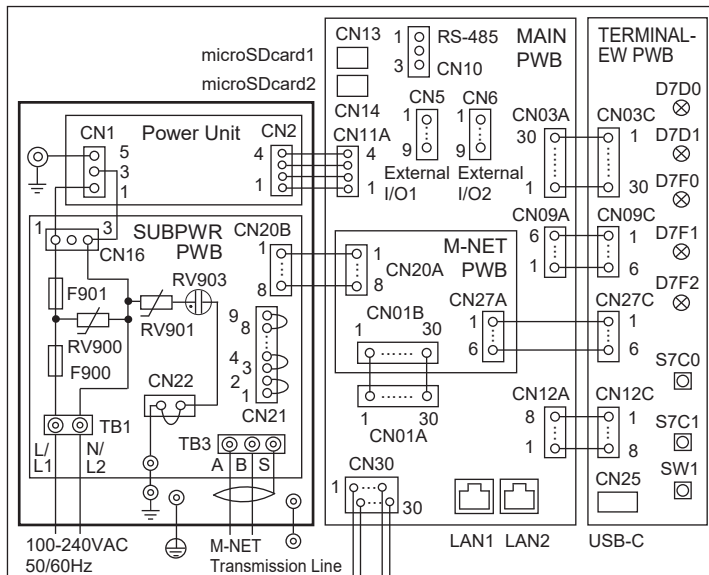 CN13
microSDcard1
microSDcard2
CN14
1
RS-485
3
CN10
MAIN
PWB
TERMINAL-
EW PWB
CN5
1
9
External
I/O1
CN6
1
9
External
I/O2
CN03A
30
1
CN03C
1
30
D7D0
D7D1
D7F0
D7F1
D7F2
Power Unit
CN1
5
3
1
CN2
4
1
CN11A
4
1
SUBPWR
PWB
1
3
CN16
CN20B
1
8
M-NET
PWB
1
8
CN20A
CN09A
6
1
CN09C
1
6
F901
RV903
RV901
RV900
F900
9
8
4
3
2
1
CN21
CN22
CN01B
1
30
CN27A
1
6
CN27C
1
6
1
30
CN01A
CN12A
8
1
CN12C
1
8
S7C0
S7C1
SW1
TB1
L/
L1
N/
L2
TB3
A
B
S
CN30
1
30
CN25
LAN1
LAN2
USB-C
100-240VAC
50/60Hz
M-NET
Transmission Line